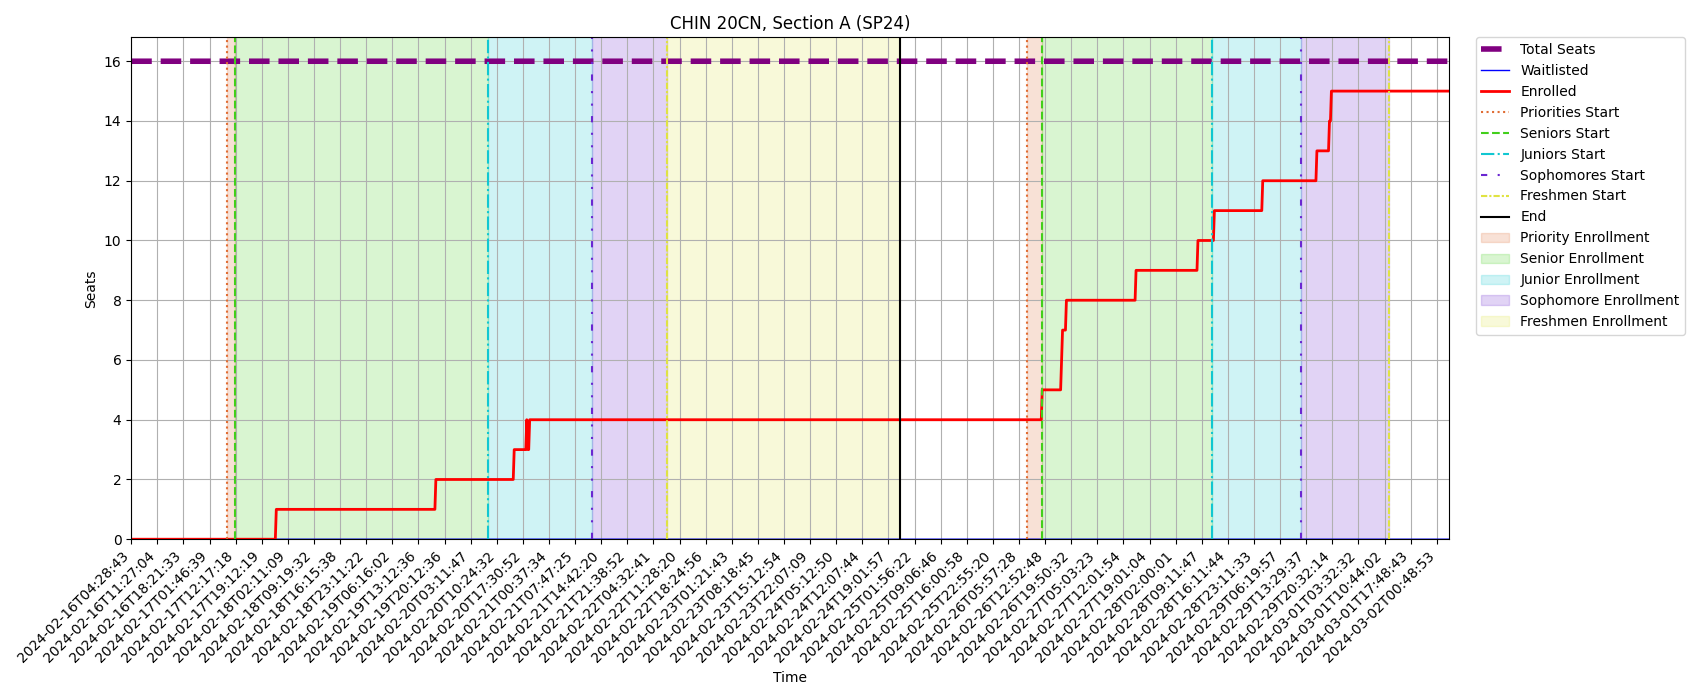 CHIN 20CN, Section A (SP24)
Seats
16
14
12
10
8
6
4
2
0
2024-02-16T04:28:43
2024-02-16T11:27:04
2024-02-16T18:21:33
2024-02-17T01:46:39
2024-02-17T12:17:18
2024-02-17T19:12:19
2024-02-18T02:11:09
2024-02-18T09:19:32
2024-02-18T16:15:38
2024-02-18T23:11:22
2024-02-19T06:16:02
2024-02-19T13:12:36
2024-02-19T20:12:36
2024-02-20T03:11:47
2024-02-20T10:24:32
2024-02-20T17:30:52
2024-02-21T00:37:34
2024-02-21T07:47:25
2024-02-21T14:42:20
2024-02-21T21:38:52
2024-02-22T04:32:41
2024-02-22T11:28:20
2024-02-22T18:24:56
2024-02-23T01:21:43
2024-02-23T08:18:45
2024-02-23T15:12:54
2024-02-23T22:07:09
2024-02-24T05:12:50
2024-02-24T12:07:44
2024-02-24T19:01:57
2024-02-25T01:56:22
2024-02-25T09:06:46
2024-02-25T16:00:58
2024-02-25T22:55:20
2024-02-26T05:57:28
2024-02-26T12:52:48
2024-02-26T19:50:32
2024-02-27T05:03:23
2024-02-27T12:01:54
2024-02-27T19:01:04
2024-02-28T02:00:01
2024-02-28T09:11:47
2024-02-28T16:11:44
2024-02-28T23:11:33
2024-02-29T06:19:57
2024-02-29T13:29:37
2024-02-29T20:32:14
2024-03-01T03:32:32
2024-03-01T10:44:02
2024-03-01T17:48:43
2024-03-02T00:48:53
Time
Total Seats
Waitlisted
Enrolled
Priorities Start
Seniors Start
Juniors Start
Sophomores Start
Freshmen Start
End
Priority Enrollment
Senior Enrollment
Junior Enrollment
Sophomore Enrollment
Freshmen Enrollment